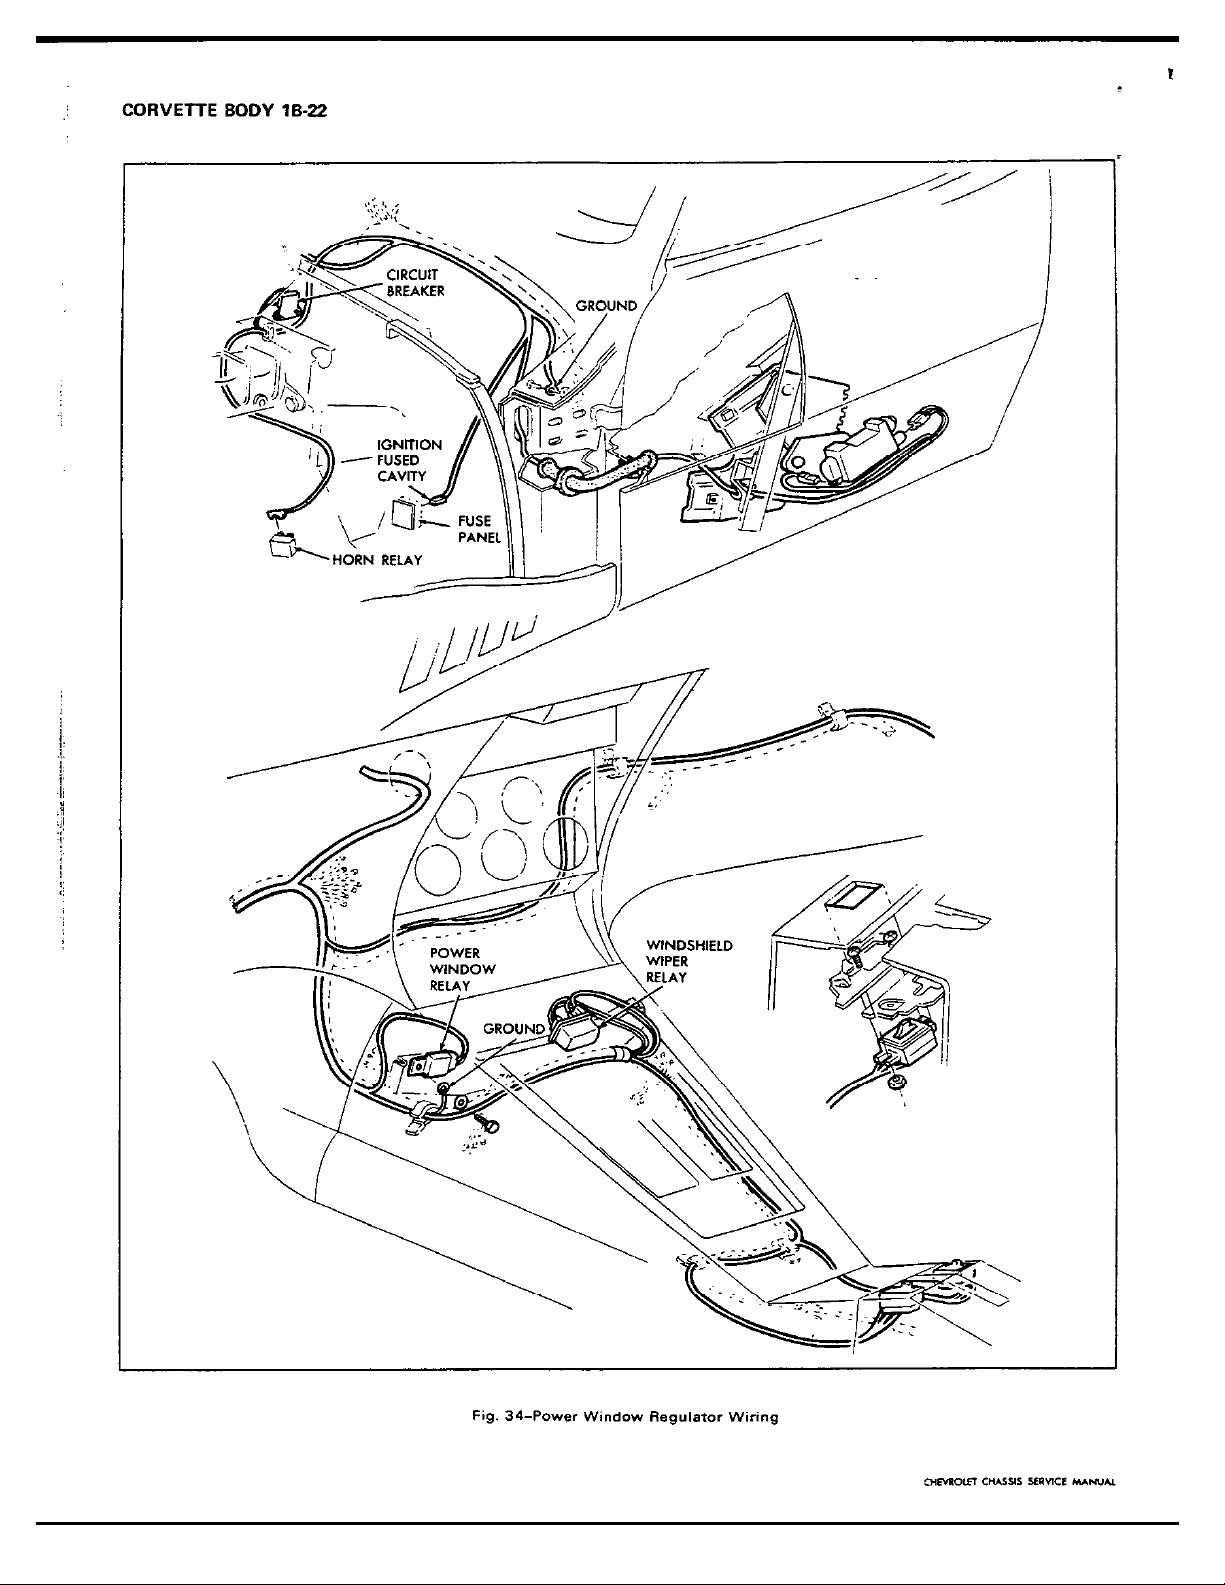 CORVETTE BODY 1B-22
CIRCUIT
BREAKER
GROUND
IGNITION
FUSED
CAVITY
FUSE
PANEL
HORN RELAY
POWER
WINDOW
RELAY
WINDSHIELD
WIPER
RELAY
GROUND
Fig. 34-Power Window Regulator Wiring
CHEVROLET CHASSIS SERVICE MANUAL